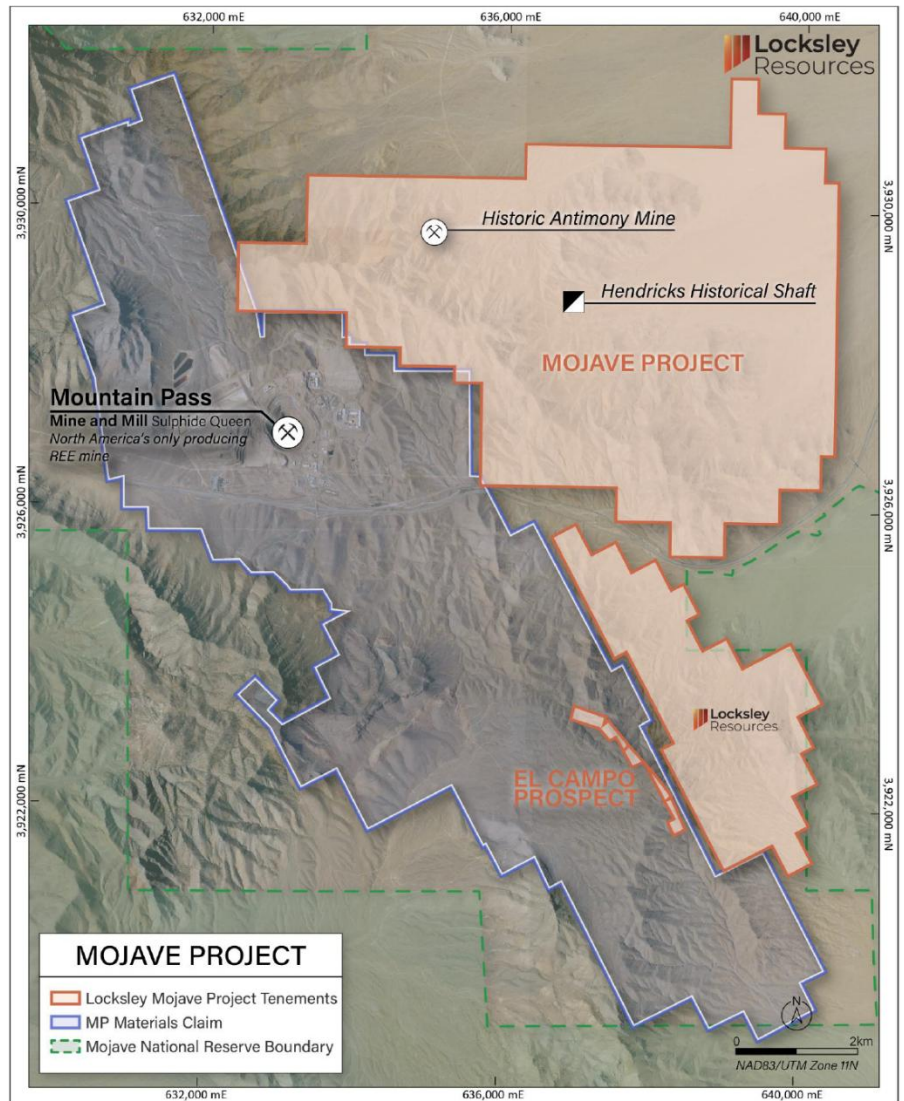 632,000 mE
636,000 mE
640,000 mE
Locksley
Resources
3,930,000 mN
3,930,000 mN
Historic Antimony Mine
Hendricks Historical Shaft
MOJAVE PROJECT
Mountain Pass
Mine and Mill Sulphide Queen
North America's only producing
REE mine
3,926,000 mN
3,926,000 mN
Locksley
Resources
EL CAMPO
PROSPECT
3,922,000 mN
3,922,000 mN
MOJAVE PROJECT
Locksley Mojave Project Tenements
MP Materials Claim
Mojave National Reserve Boundary
N
0 2km
NAD83/UTM Zone 11N
632,000 mE
636,000 mE
640,000 mE